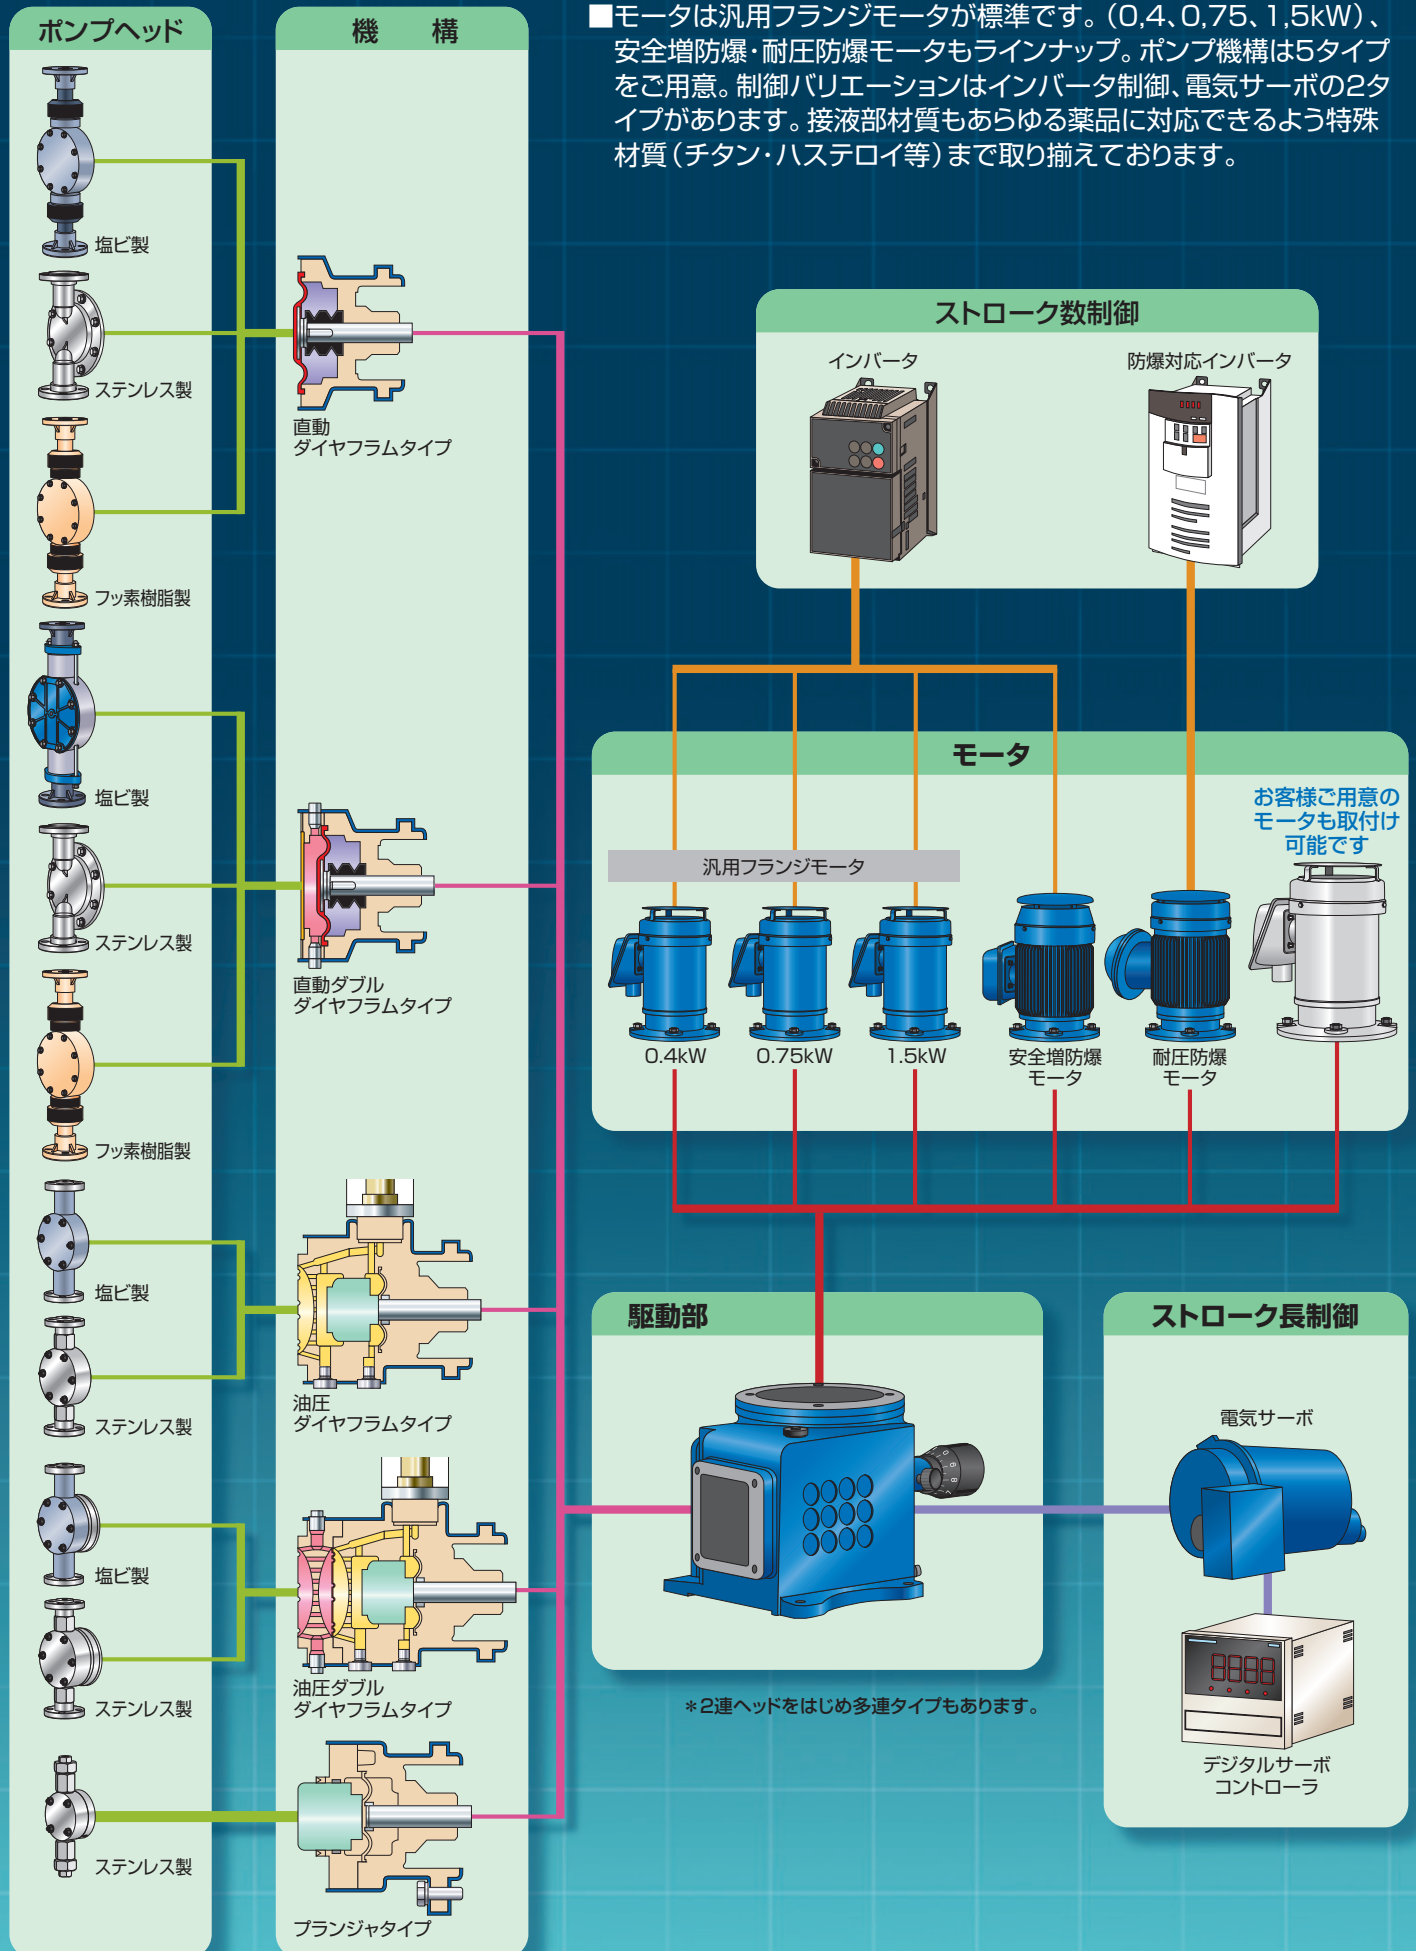 ■モータは汎用フランジモータが標準です。（0,4、0,75、1,5kW）、
安全増防爆・耐圧防爆モータもラインナップ。ポンプ機構は5タイプ
をご用意。制御バリエーションはインバータ制御、電気サーボの2タ
イプがあります。接液部材質もあらゆる薬品に対応できるよう特殊
材質（チタン・ハステロイ等）まで取り揃えております。
ポンプヘッド
塩ビ製
ステンレス製
フッ素樹脂製
塩ビ製
ステンレス製
フッ素樹脂製
塩ビ製
ステンレス製
塩ビ製
ステンレス製
ステンレス製
機　構
直動
ダイヤフラムタイプ
直動ダブル
ダイヤフラムタイプ
油圧
ダイヤフラムタイプ
油圧ダブル
ダイヤフラムタイプ
プランジャタイプ
ストローク数制御
インバータ
防爆対応インバータ
モータ
お客様ご用意の
モータも取付け
可能です
汎用フランジモータ
0.4kW
0.75kW
1.5kW
安全増防爆
モータ
耐圧防爆
モータ
駆動部
＊2連ヘッドをはじめ多連タイプもあります。
ストローク長制御
電気サーボ
デジタルサーボ
コントローラ